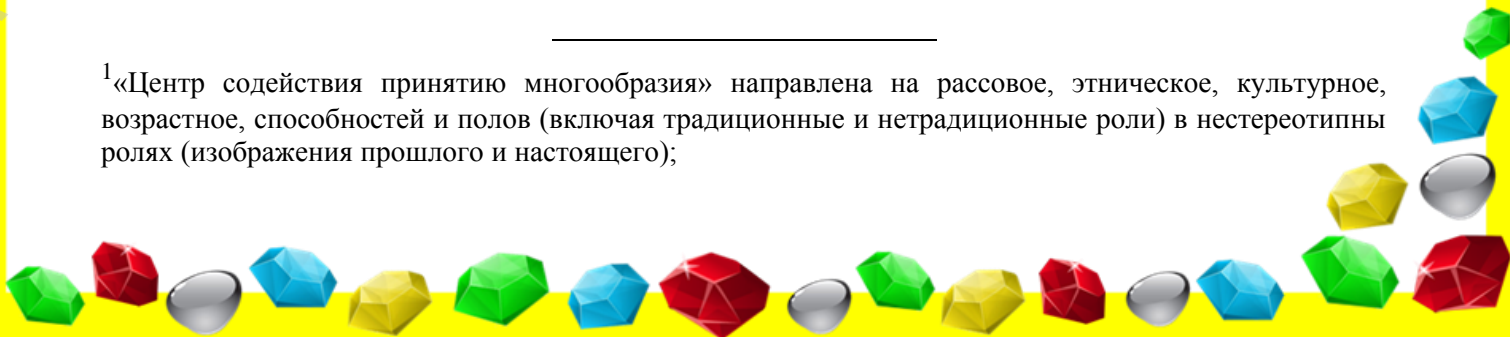 ¹«Центр содействия принятию многообразия» направлена на рассовое, этническое, культурное,
возрастное, способностей и полов (включая традиционные и нетрадиционные роли) в нестереотипны
ролях (изображения прошлого и настоящего);